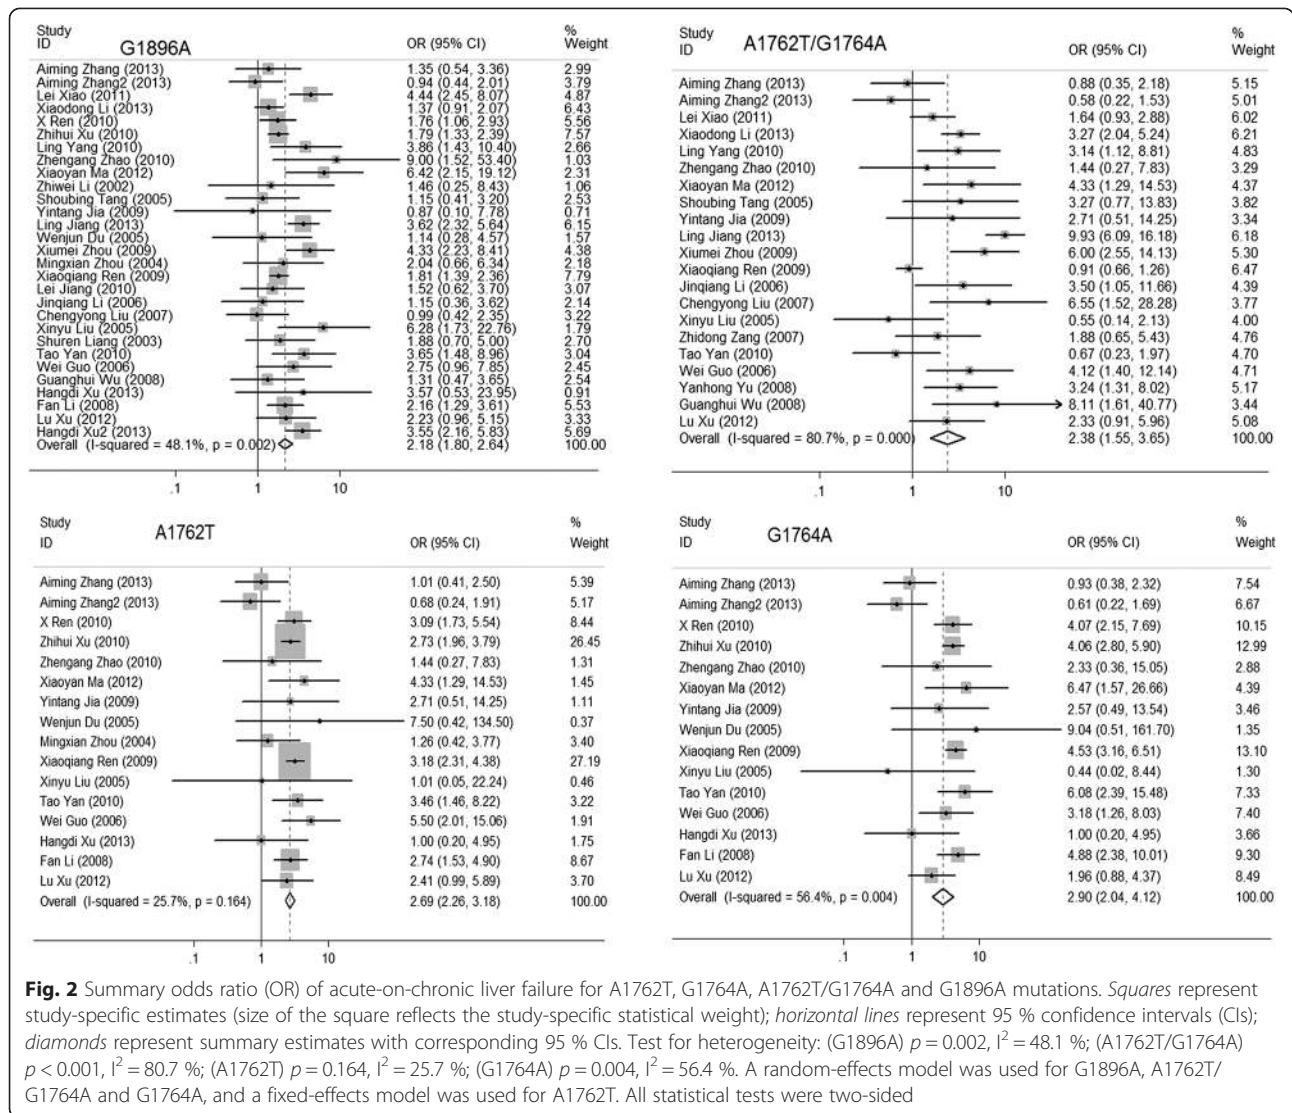 Study
ID
G1896A
OR (95% CI)
%
Weight
Aiming Zhang (2013) 1.35 (0.54, 3.36) 2.99
Aiming Zhang2 (2013) 0.94 (0.44, 2.01) 3.79
Lei Xiao (2011) 4.44 (2.45, 8.07) 4.87
Xiaodong Li (2013) 1.37 (0.91, 2.07) 6.43
X Ren (2010) 1.76 (1.06, 2.93) 5.56
Zhihui Xu (2010) 1.79 (1.33, 2.39) 7.57
Ling Yang (2010) 3.86 (1.43, 10.40) 2.66
Zhengang Zhao (2010) 9.00 (1.52, 53.40) 1.03
Xiaoyan Ma (2012) 6.42 (2.15, 19.12) 2.31
Zhiwei Li (2002) 1.46 (0.25, 8.43) 1.06
Shoubing Tang (2005) 1.15 (0.41, 3.20) 2.53
Yintang Jia (2009) 0.87 (0.10, 7.78) 0.71
Ling Jiang (2013) 3.62 (2.32, 5.64) 6.15
Wenjun Du (2005) 1.14 (0.28, 4.57) 1.57
Xiumei Zhou (2009) 4.33 (2.23, 8.41) 4.38
Mingxian Zhou (2004) 2.04 (0.66, 6.34) 2.18
Xiaoqiang Ren (2009) 1.81 (1.39, 2.36) 7.79
Lei Jiang (2010) 1.52 (0.62, 3.70) 3.07
Jinqiang Li (2006) 1.15 (0.36, 3.62) 2.14
Chengyong Liu (2007) 0.99 (0.42, 2.35) 3.22
Xinyu Liu (2005) 6.28 (1.73, 22.76) 1.79
Shuren Liang (2003) 1.88 (0.70, 5.00) 2.70
Tao Yan (2010) 3.65 (1.48, 8.96) 3.04
Wei Guo (2006) 2.75 (0.96, 7.85) 2.45
Guanghui Wu (2008) 1.31 (0.47, 3.65) 2.54
Hangdi Xu (2013) 3.57 (0.53, 23.95) 0.91
Fan Li (2008) 2.16 (1.29, 3.61) 5.53
Lu Xu (2012) 2.23 (0.96, 5.15) 3.33
Hangdi Xu2 (2013) 3.55 (2.16, 5.83) 5.69
Overall (I-squared = 48.1%, p = 0.002) 2.18 (1.80, 2.64) 100.00
.1 1 10
Study
ID
A1762T/G1764A
OR (95% CI)
%
Weight
Aiming Zhang (2013) 0.88 (0.35, 2.18) 5.15
Aiming Zhang2 (2013) 0.58 (0.22, 1.53) 5.01
Lei Xiao (2011) 1.64 (0.93, 2.88) 6.02
Xiaodong Li (2013) 3.27 (2.04, 5.24) 6.21
Ling Yang (2010) 3.14 (1.12, 8.81) 4.83
Zhengang Zhao (2010) 1.44 (0.27, 7.83) 3.29
Xiaoyan Ma (2012) 4.33 (1.29, 14.53) 4.37
Shoubing Tang (2005) 3.27 (0.77, 13.83) 3.82
Yintang Jia (2009) 2.71 (0.51, 14.25) 3.34
Ling Jiang (2013) 9.93 (6.09, 16.18) 6.18
Xiumei Zhou (2009) 6.00 (2.55, 14.13) 5.30
Xiaoqiang Ren (2009) 0.91 (0.66, 1.26) 6.47
Jinqiang Li (2006) 3.50 (1.05, 11.66) 4.39
Chengyong Liu (2007) 6.55 (1.52, 28.28) 3.77
Xinyu Liu (2005) 0.55 (0.14, 2.13) 4.00
Zhidong Zang (2007) 1.88 (0.65, 5.43) 4.76
Tao Yan (2010) 0.67 (0.23, 1.97) 4.70
Wei Guo (2006) 4.12 (1.40, 12.14) 4.71
Yanhong Yu (2008) 3.24 (1.31, 8.02) 5.17
Guanghui Wu (2008) 8.11 (1.61, 40.77) 3.44
Lu Xu (2012) 2.33 (0.91, 5.96) 5.08
Overall (I-squared = 80.7%, p = 0.000) 2.38 (1.55, 3.65) 100.00
.1 1 10
Study
ID
A1762T
OR (95% CI)
%
Weight
Aiming Zhang (2013) 1.01 (0.41, 2.50) 5.39
Aiming Zhang2 (2013) 0.68 (0.24, 1.91) 5.17
X Ren (2010) 3.09 (1.73, 5.54) 8.44
Zhihui Xu (2010) 2.73 (1.96, 3.79) 26.45
Zhengang Zhao (2010) 1.44 (0.27, 7.83) 1.31
Xiaoyan Ma (2012) 4.33 (1.29, 14.53) 1.45
Yintang Jia (2009) 2.71 (0.51, 14.25) 1.11
Wenjun Du (2005) 7.50 (0.42, 134.50) 0.37
Mingxian Zhou (2004) 1.26 (0.42, 3.77) 3.40
Xiaoqiang Ren (2009) 3.18 (2.31, 4.38) 27.19
Xinyu Liu (2005) 1.01 (0.05, 22.24) 0.46
Tao Yan (2010) 3.46 (1.46, 8.22) 3.22
Wei Guo (2006) 5.50 (2.01, 15.06) 1.91
Hangdi Xu (2013) 1.00 (0.20, 4.95) 1.75
Fan Li (2008) 2.74 (1.53, 4.90) 8.67
Lu Xu (2012) 2.41 (0.99, 5.89) 3.70
Overall (I-squared = 25.7%, p = 0.164) 2.69 (2.26, 3.18) 100.00
.1 1 10
Study
ID
G1764A
OR (95% CI)
%
Weight
Aiming Zhang (2013) 0.93 (0.38, 2.32) 7.54
Aiming Zhang2 (2013) 0.61 (0.22, 1.69) 6.67
X Ren (2010) 4.07 (2.15, 7.69) 10.15
Zhihui Xu (2010) 4.06 (2.80, 5.90) 12.99
Zhengang Zhao (2010) 2.33 (0.36, 15.05) 2.88
Xiaoyan Ma (2012) 6.47 (1.57, 26.66) 4.39
Yintang Jia (2009) 2.57 (0.49, 13.54) 3.46
Wenjun Du (2005) 9.04 (0.51, 161.70) 1.35
Xiaoqiang Ren (2009) 4.53 (3.16, 6.51) 13.10
Xinyu Liu (2005) 0.44 (0.02, 8.44) 1.30
Tao Yan (2010) 6.08 (2.39, 15.48) 7.33
Wei Guo (2006) 3.18 (1.26, 8.03) 7.40
Hangdi Xu (2013) 1.00 (0.20, 4.95) 3.66
Fan Li (2008) 4.88 (2.38, 10.01) 9.30
Lu Xu (2012) 1.96 (0.88, 4.37) 8.49
Overall (I-squared = 56.4%, p = 0.004) 2.90 (2.04, 4.12) 100.00
.1 1 10
Fig. 2 Summary odds ratio (OR) of acute-on-chronic liver failure for A1762T, G1764A, A1762T/G1764A and G1896A mutations. Squares represent
study-specific estimates (size of the square reflects the study-specific statistical weight); horizontal lines represent 95 % confidence intervals (CIs);
diamonds represent summary estimates with corresponding 95 % CIs. Test for heterogeneity: (G1896A) p = 0.002, I² = 48.1 %; (A1762T/G1764A)
p < 0.001, I² = 80.7 %; (A1762T) p = 0.164, I² = 25.7 %; (G1764A) p = 0.004, I² = 56.4 %. A random-effects model was used for G1896A, A1762T/
G1764A and G1764A, and a fixed-effects model was used for A1762T. All statistical tests were two-sided